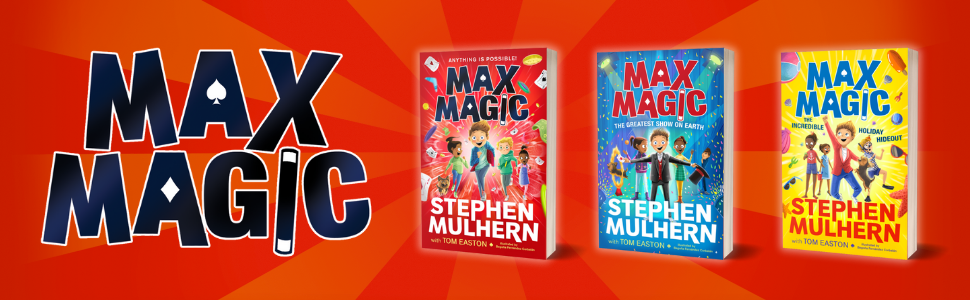 MAX
MAGIC
ANYTHING IS POSSIBLE!
MAX
MAGIC
STEPHEN
MULHERN
with TOM EASTON
MAX
MAGIC
THE GREATEST SHOW ON EARTH
STEPHEN
MULHERN
with TOM EASTON
MAX
MAGIC
THE
INCREDIBLE
HOLIDAY
HIDEOUT
STEPHEN
MULHERN
with TOM EASTON